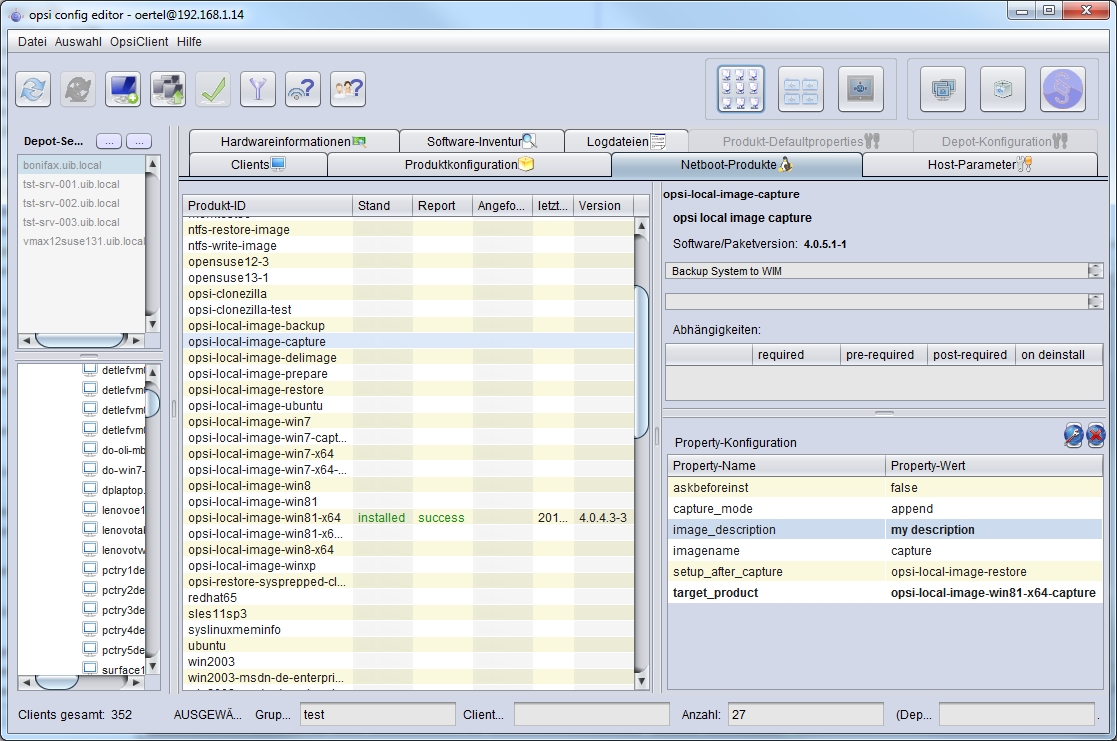 opsi config editor - oertel@192.168.1.14
Datei Auswahl OpsiClient Hilfe
Depot-Se... ... ...
bonifax.uib.local
tst-srv-001.uib.local
tst-srv-002.uib.local
tst-srv-003.uib.local
vmax12suse131.uib.local
detlefvm
detlefvm
detlefvm
detlefvm
do-oli-mb
do-win7-
dplaptop.
lenovoe1
lenovotal
lenovotw
pctry1de
pctry2de
pctry3de
pctry4de
pctry5de
surface1
Hardwareinformationen Software-Inventur Logdateien Produkt-Defaultproperties Depot-Konfiguration
Clients Produktkonfiguration Netboot-Produkte Host-Parameter
Produkt-ID Stand Report Angefo... letzt... Version
ntfs-restore-image
ntfs-write-image
opensuse12-3
opensuse13-1
opsi-clonezilla
opsi-clonezilla-test
opsi-local-image-backup
opsi-local-image-capture
opsi-local-image-delimage
opsi-local-image-prepare
opsi-local-image-restore
opsi-local-image-ubuntu
opsi-local-image-win7
opsi-local-image-win7-capt...
opsi-local-image-win7-x64
opsi-local-image-win7-x64-...
opsi-local-image-win8
opsi-local-image-win81
opsi-local-image-win81-x64 installed success 201... 4.0.4.3-3
opsi-local-image-win81-x6...
opsi-local-image-win8-x64
opsi-local-image-winxp
opsi-restore-sysprepped-cl...
redhat65
sles11sp3
syslinuxmeminfo
ubuntu
win2003
win2003-msdn-de-enterpri...
opsi-local-image-capture
opsi local image capture
Software/Paketversion: 4.0.5.1-1
Backup System to WIM
Abhängigkeiten:
required pre-required post-required on deinstall
Property-Konfiguration
Property-Name Property-Wert
askbeforeinst false
capture_mode append
image_description my description
imagename capture
setup_after_capture opsi-local-image-restore
target_product opsi-local-image-win81-x64-capture
Clients gesamt: 352 AUSGEWÄ... Grup... test Client... Anzahl: 27 (Dep... .